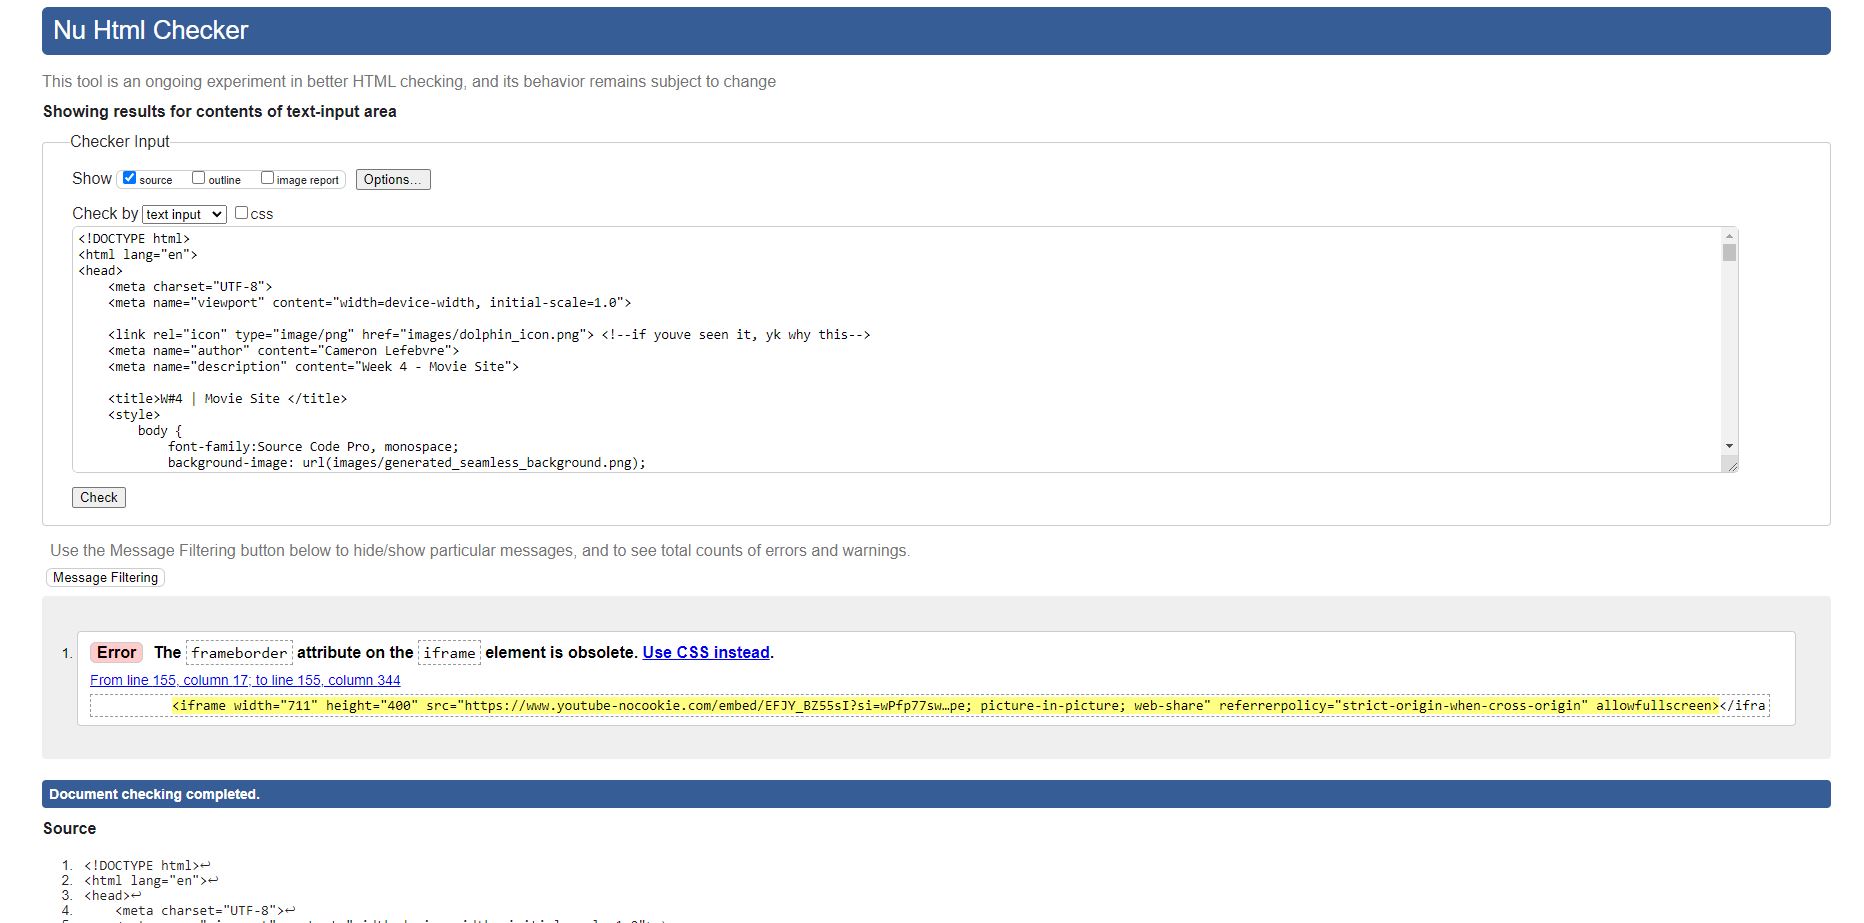 Nu Html Checker
This tool is an ongoing experiment in better HTML checking, and its behavior remains subject to change
Showing results for contents of text-input area
Checker Input
Show source outline image report Options...
Check by text input css
<!DOCTYPE html>
<html lang="en">
<head>
    <meta charset="UTF-8">
    <meta name="viewport" content="width=device-width, initial-scale=1.0">
    <link rel="icon" type="image/png" href="images/dolphin_icon.png"> <!--if youve seen it, yk why this-->
    <meta name="author" content="Cameron Lefebvre">
    <meta name="description" content="Week 4 - Movie Site">
    <title>W#4 | Movie Site </title>
    <style>
        body {
            font-family:Source Code Pro, monospace;
            background-image: url(images/generated_seamless_background.png);
Check
Use the Message Filtering button below to hide/show particular messages, and to see total counts of errors and warnings.
Message Filtering
1. Error The frameborder attribute on the iframe element is obsolete. Use CSS instead.
From line 155, column 17; to line 155, column 344
<iframe width="711" height="400" src="https://www.youtube-nocookie.com/embed/EFJY_BZ55sI?si=wPfp77sw…pe; picture-in-picture; web-share" referrerpolicy="strict-origin-when-cross-origin" allowfullscreen></ifra
Document checking completed.
Source
1. <!DOCTYPE html>↩
2. <html lang="en">↩
3. <head>↩
4.     <meta charset="UTF-8">↩